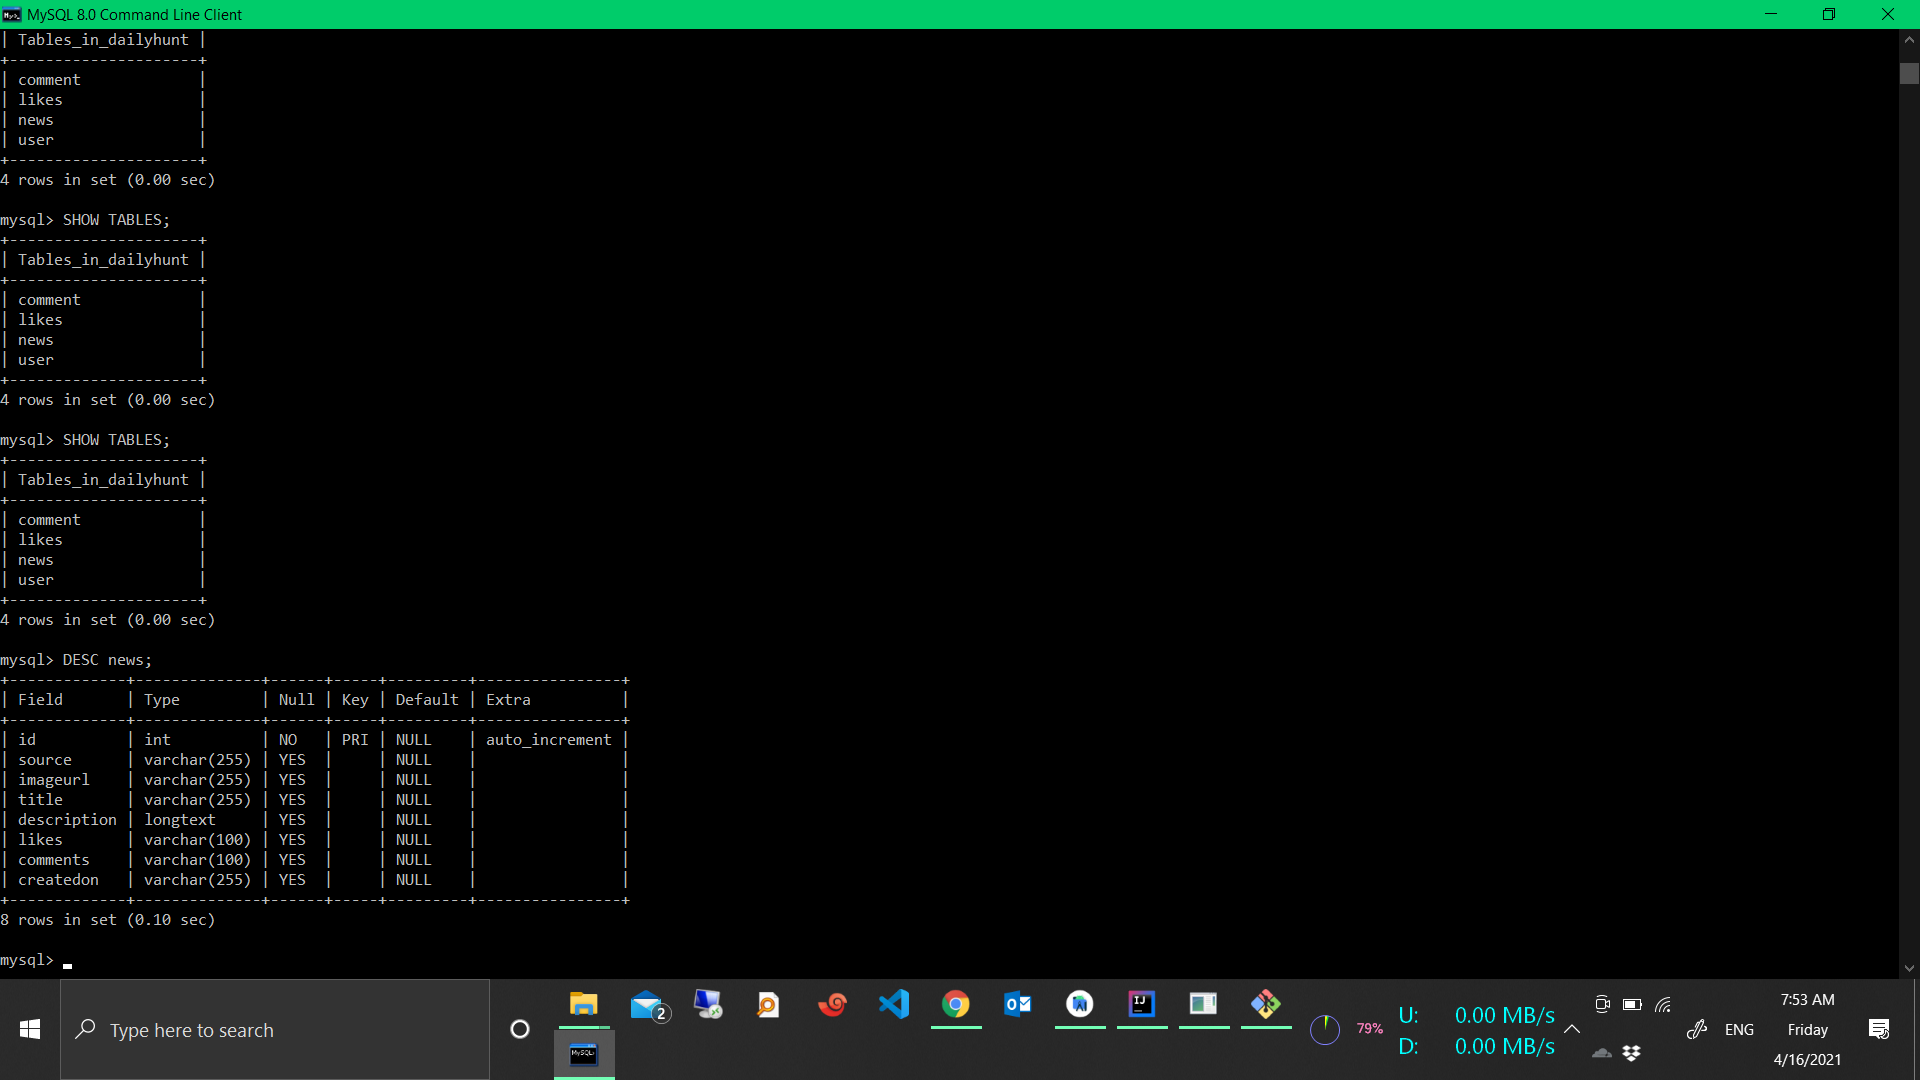 MySQL 8.0 Command Line Client
| Tables_in_dailyhunt |
+---------------------+
| comment             |
| likes               |
| news                |
| user                |
+---------------------+
4 rows in set (0.00 sec)
mysql> SHOW TABLES;
+---------------------+
| Tables_in_dailyhunt |
+---------------------+
| comment             |
| likes               |
| news                |
| user                |
+---------------------+
4 rows in set (0.00 sec)
mysql> SHOW TABLES;
+---------------------+
| Tables_in_dailyhunt |
+---------------------+
| comment             |
| likes               |
| news                |
| user                |
+---------------------+
4 rows in set (0.00 sec)
mysql> DESC news;
+-------------+--------------+------+-----+---------+----------------+
| Field       | Type         | Null | Key | Default | Extra          |
+-------------+--------------+------+-----+---------+----------------+
| id          | int          | NO   | PRI | NULL    | auto_increment |
| source      | varchar(255) | YES  |     | NULL    |                |
| imageurl    | varchar(255) | YES  |     | NULL    |                |
| title       | varchar(255) | YES  |     | NULL    |                |
| description | longtext     | YES  |     | NULL    |                |
| likes       | varchar(100) | YES  |     | NULL    |                |
| comments    | varchar(100) | YES  |     | NULL    |                |
| createdon   | varchar(255) | YES  |     | NULL    |                |
+-------------+--------------+------+-----+---------+----------------+
8 rows in set (0.10 sec)
mysql>
Type here to search
2
79%
U: 0.00 MB/s
D: 0.00 MB/s
ENG
7:53 AM
Friday
4/16/2021